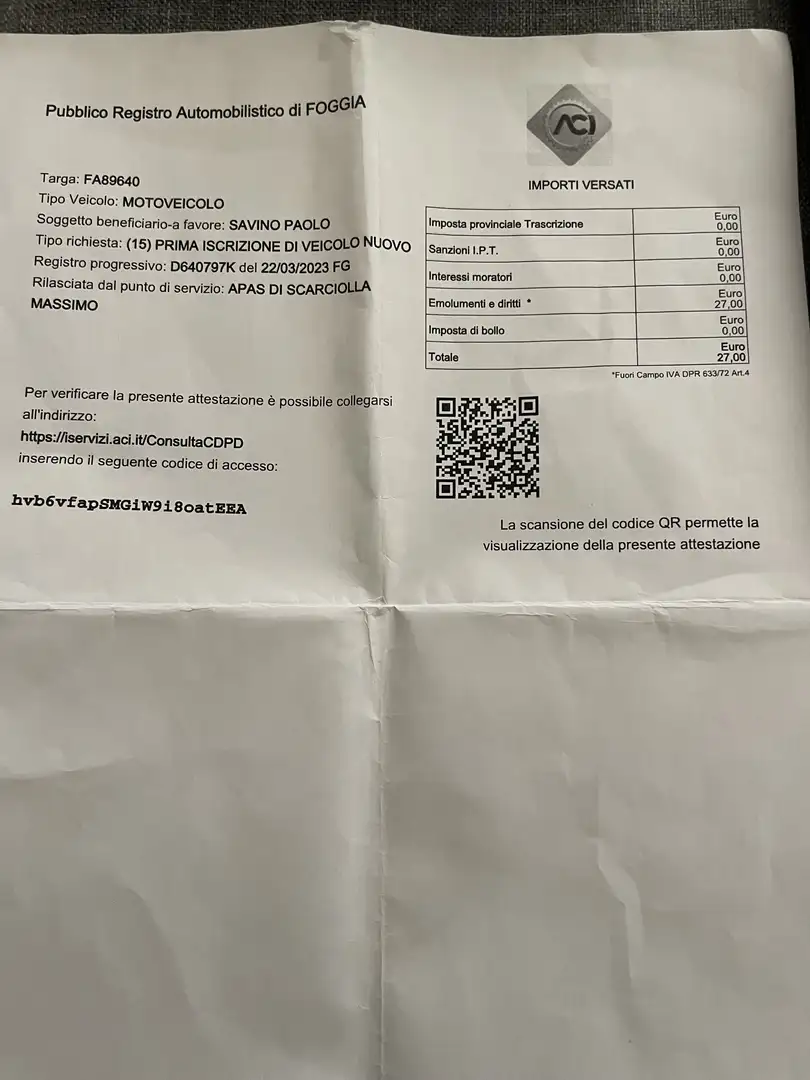 Pubblico Registro Automobilistico di FOGGIA
Targa: FA89640
Tipo Veicolo: MOTOVEICOLO
Soggetto beneficiario-a favore: SAVINO PAOLO
Tipo richiesta: (15) PRIMA ISCRIZIONE DI VEICOLO NUOVO
Registro progressivo: D640797K del 22/03/2023 FG
Rilasciata dal punto di servizio: APAS DI SCARCIOLLA
MASSIMO
Per verificare la presente attestazione è possibile collegarsi
all'indirizzo:
https://iservizi.aci.it/ConsultaCDPD
inserendo il seguente codice di accesso:
hvb6vfapSMGiW9i8oatEEA
ACI
IMPORTI VERSATI
Imposta provinciale Trascrizione Euro 0,00
Sanzioni I.P.T. Euro 0,00
Interessi moratori Euro 0,00
Emolumenti e diritti * Euro 27,00
Imposta di bollo Euro 0,00
Totale Euro 27,00
*Fuori Campo IVA DPR 633/72 Art.4
La scansione del codice QR permette la
visualizzazione della presente attestazione